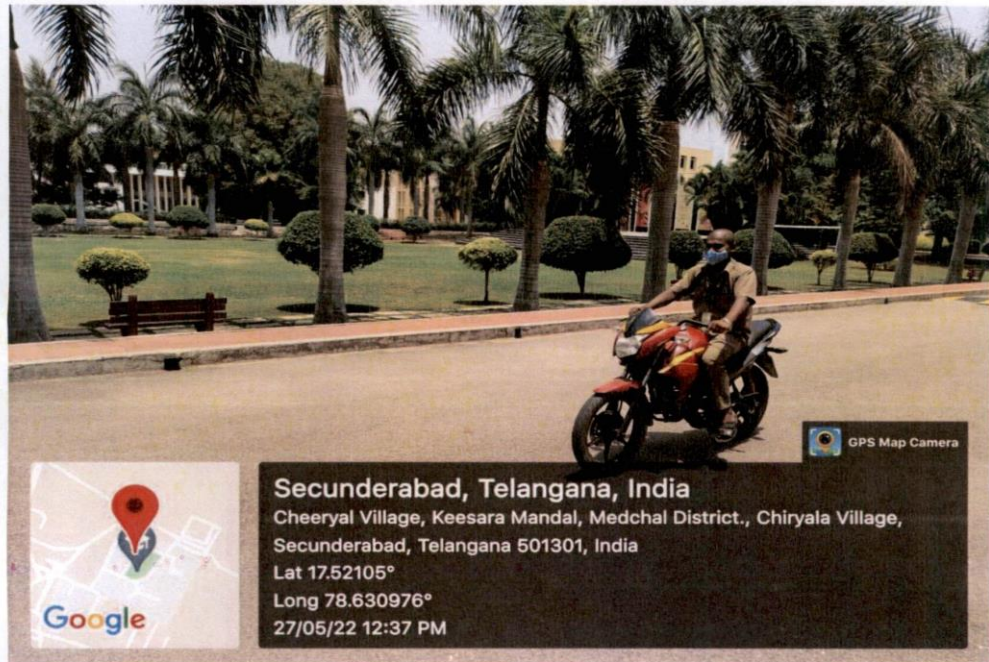 GPS Map Camera
Secunderabad, Telangana, India
Cheeryal Village, Keesara Mandal, Medchal District., Chiryala Village,
Secunderabad, Telangana 501301, India
Lat 17.52105°
Long 78.630976°
27/05/22 12:37 PM
Google